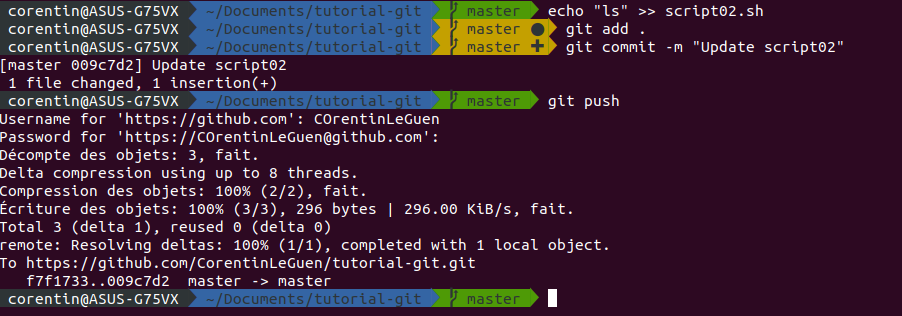 corentin@ASUS-G75VX ~/Documents/tutorial-git master echo "ls" >> script02.sh
corentin@ASUS-G75VX ~/Documents/tutorial-git master ● git add .
corentin@ASUS-G75VX ~/Documents/tutorial-git master ✚ git commit -m "Update script02"
[master 009c7d2] Update script02
 1 file changed, 1 insertion(+)
corentin@ASUS-G75VX ~/Documents/tutorial-git master git push
Username for 'https://github.com': COrentinLeGuen
Password for 'https://COrentinLeGuen@github.com':
Décompte des objets: 3, fait.
Delta compression using up to 8 threads.
Compression des objets: 100% (2/2), fait.
Écriture des objets: 100% (3/3), 296 bytes | 296.00 KiB/s, fait.
Total 3 (delta 1), reused 0 (delta 0)
remote: Resolving deltas: 100% (1/1), completed with 1 local object.
To https://github.com/CorentinLeGuen/tutorial-git.git
   f7f1733..009c7d2  master -> master
corentin@ASUS-G75VX ~/Documents/tutorial-git master